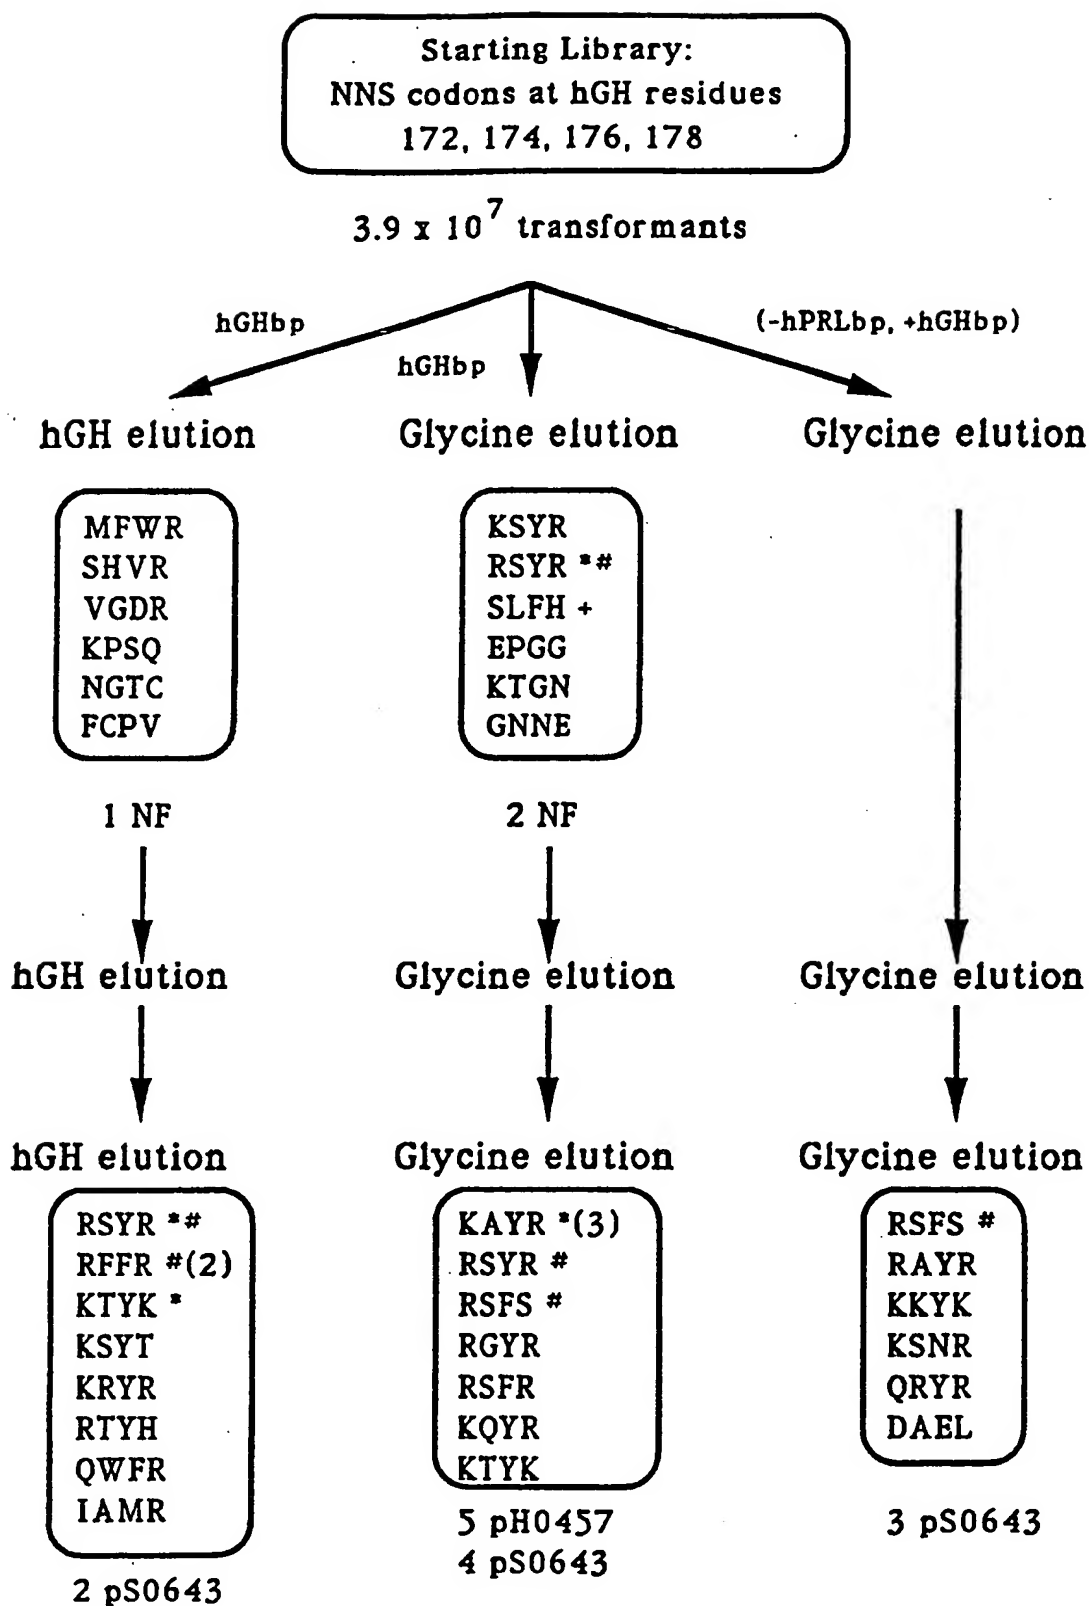 Starting Library:
NNS codons at hGH residues
172, 174, 176, 178
3.9 x 10^7 transformants
hGHbp
hGHbp
(-hPRLbp, +hGHbp)
hGH elution
Glycine elution
Glycine elution
MFWR
SHVR
VGDR
KPSQ
NGTC
FCPV
1 NF
KSYR
RSYR *#
SLFH +
EPGG
KTGN
GNNE
2 NF
hGH elution
Glycine elution
Glycine elution
hGH elution
Glycine elution
Glycine elution
RSYR *#
RFFR #(2)
KTYK *
KSYT
KRYR
RTYH
QWFR
IAMR
2 pS0643
KAYR *(3)
RSYR #
RSFS #
RGYR
RSFR
KQYR
KTYK
5 pH0457
4 pS0643
RSFS #
RAYR
KKYK
KSNR
QRYR
DAEL
3 pS0643